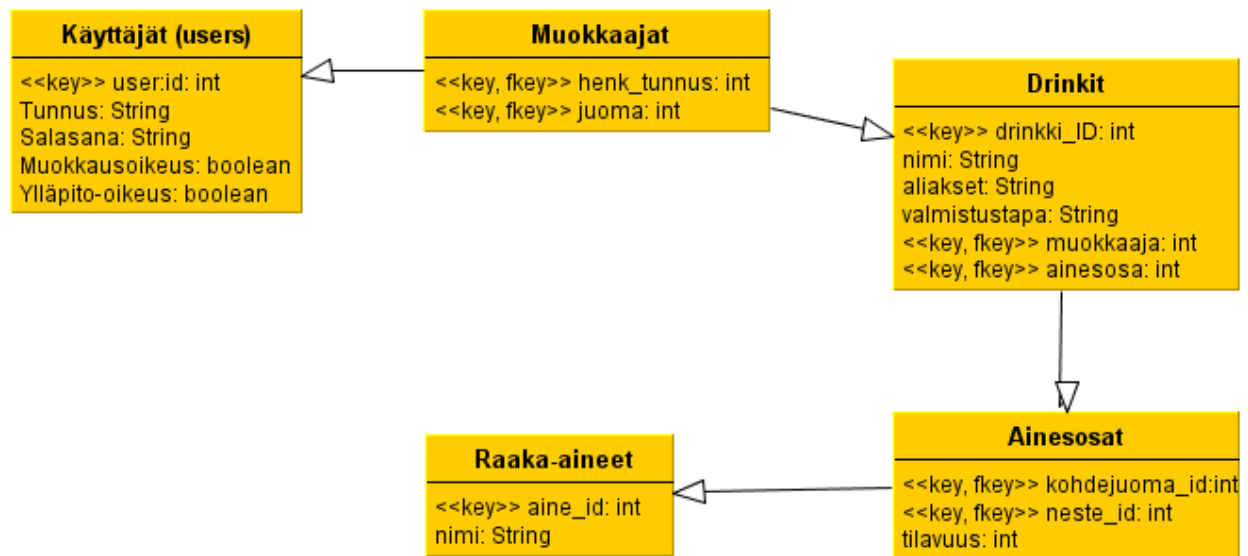 Käyttäjät (users)
<<key>> user:id: int
Tunnus: String
Salasana: String
Muokkausoikeus: boolean
Ylläpito-oikeus: boolean
Muokkaajat
<<key, fkey>> henk_tunnus: int
<<key, fkey>> juoma: int
Drinkit
<<key>> drinkki_ID: int
nimi: String
aliakset: String
valmistustapa: String
<<key, fkey>> muokkaaja: int
<<key, fkey>> ainesosa: int
Raaka-aineet
<<key>> aine_id: int
nimi: String
Ainesosat
<<key, fkey>> kohdejuoma_id:int
<<key, fkey>> neste_id: int
tilavuus: int